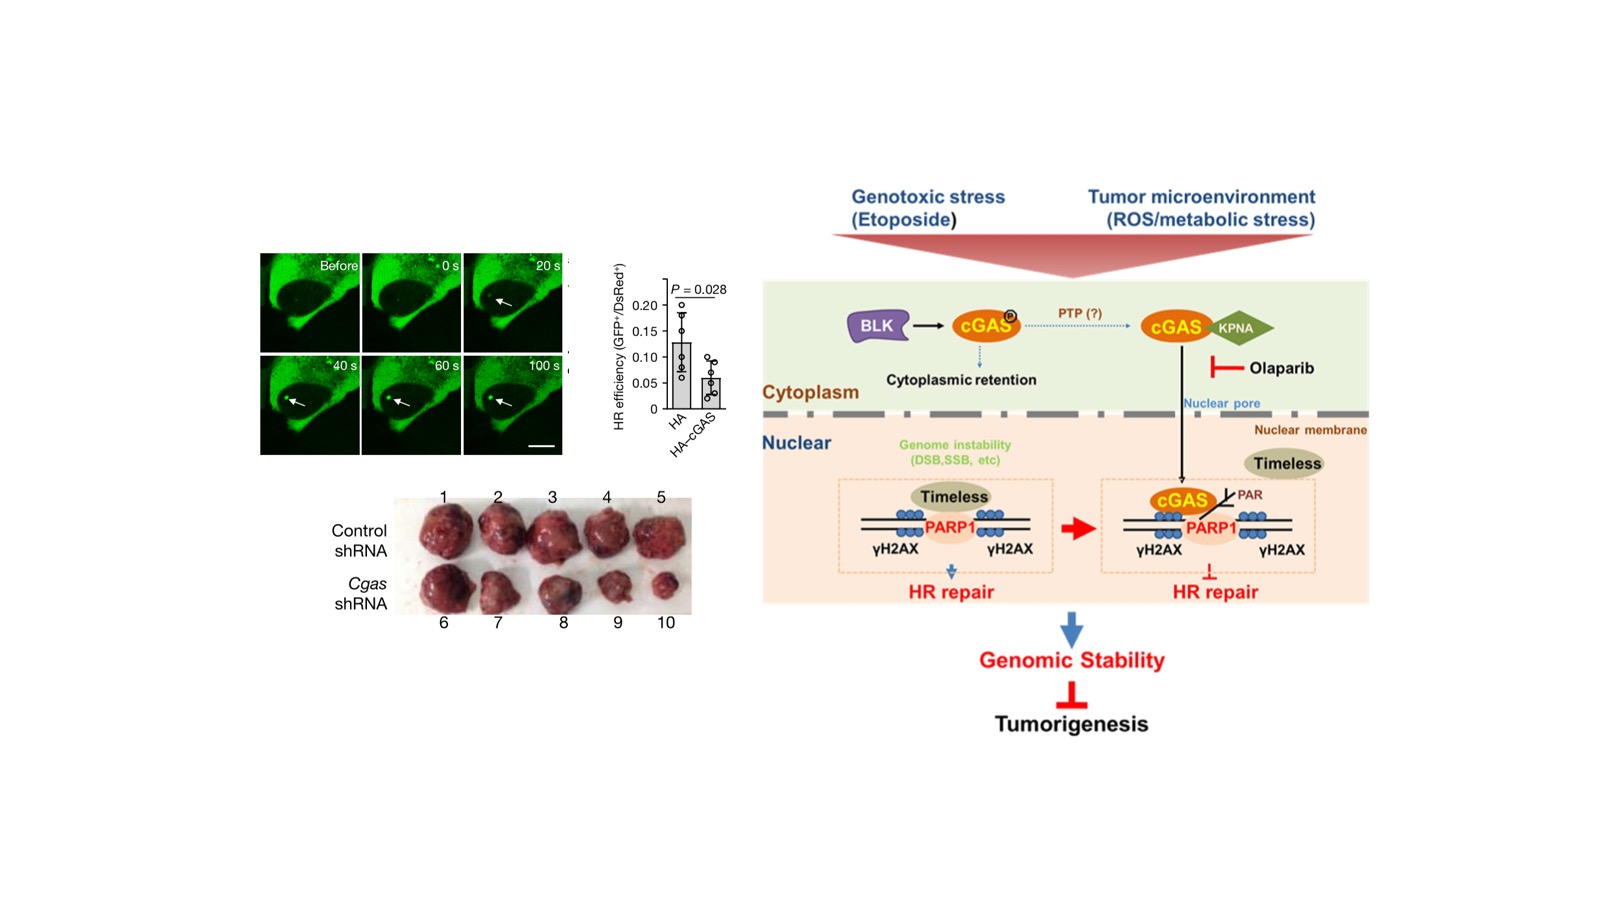 Before
0 s
20 s
40 s
60 s
100 s
HR efficiency (GFP⁺/DsRed⁺)
P = 0.028
0.20
0.15
0.10
0.05
0
HA
HA–cGAS
1 2 3 4 5
Control
shRNA
Cgas
shRNA
6 7 8 9 10
Genotoxic stress
(Etoposide)
Tumor microenvironment
(ROS/metabolic stress)
BLK
cGAS
P
PTP (?)
cGAS
KPNA
Cytoplasmic retention
Olaparib
Cytoplasm
Nuclear pore
Nuclear
Nuclear membrane
Genome instability
(DSB,SSB, etc)
Timeless
Timeless
PARP1
γH2AX
γH2AX
HR repair
cGAS
PAR
PARP1
γH2AX
γH2AX
HR repair
Genomic Stability
Tumorigenesis